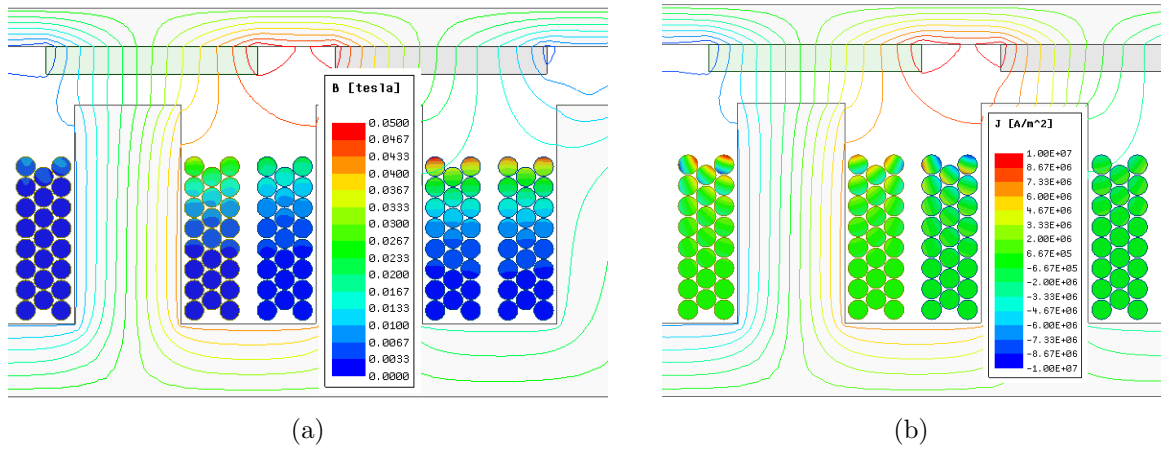 B [tesla]
0.0500
0.0467
0.0433
0.0400
0.0367
0.0333
0.0300
0.0267
0.0233
0.0200
0.0167
0.0133
0.0100
0.0067
0.0033
0.0000
(a)
J [A/m^2]
1.00E+07
8.67E+06
7.33E+06
6.00E+06
4.67E+06
3.33E+06
2.00E+06
6.67E+05
-6.67E+05
-2.00E+06
-3.33E+06
-4.67E+06
-6.00E+06
-7.33E+06
-8.67E+06
-1.00E+07
(b)